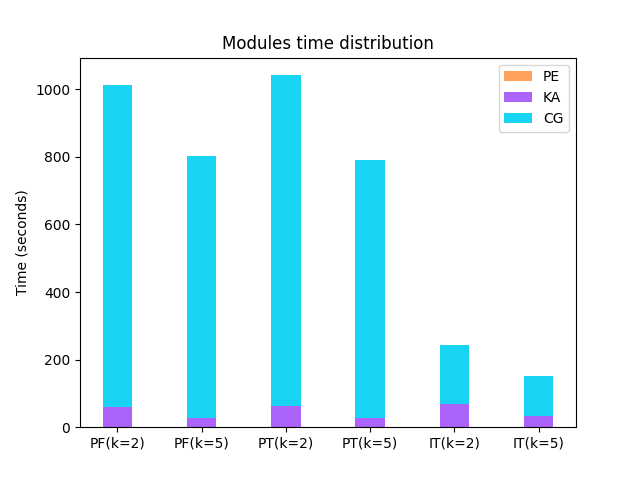 Modules time distribution
PE
KA
CG
Time (seconds)
1000
800
600
400
200
0
PF(k=2) PF(k=5) PT(k=2) PT(k=5) IT(k=2) IT(k=5)